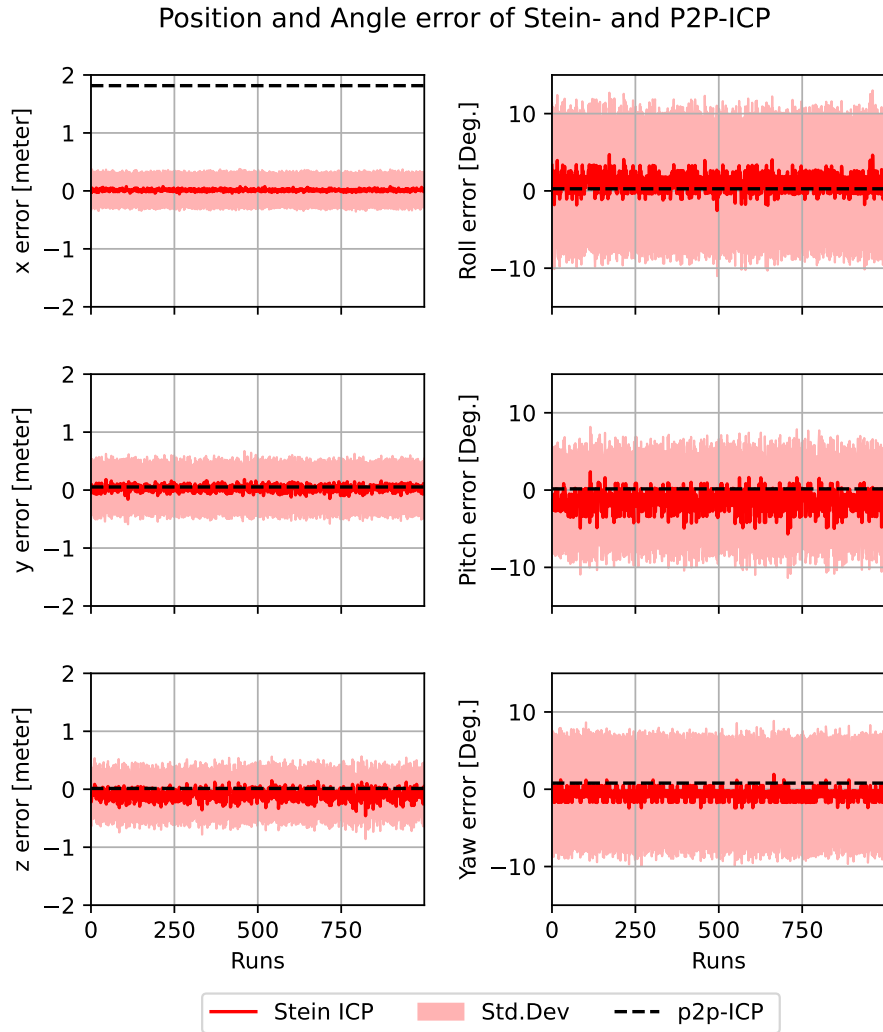 Position and Angle error of Stein- and P2P-ICP
x error [meter]
2
1
0
−1
−2
Roll error [Deg.]
10
0
−10
y error [meter]
2
1
0
−1
−2
Pitch error [Deg.]
10
0
−10
z error [meter]
2
1
0
−1
−2
0 250 500 750
Runs
Yaw error [Deg.]
10
0
−10
0 250 500 750
Runs
Stein ICP Std.Dev p2p-ICP